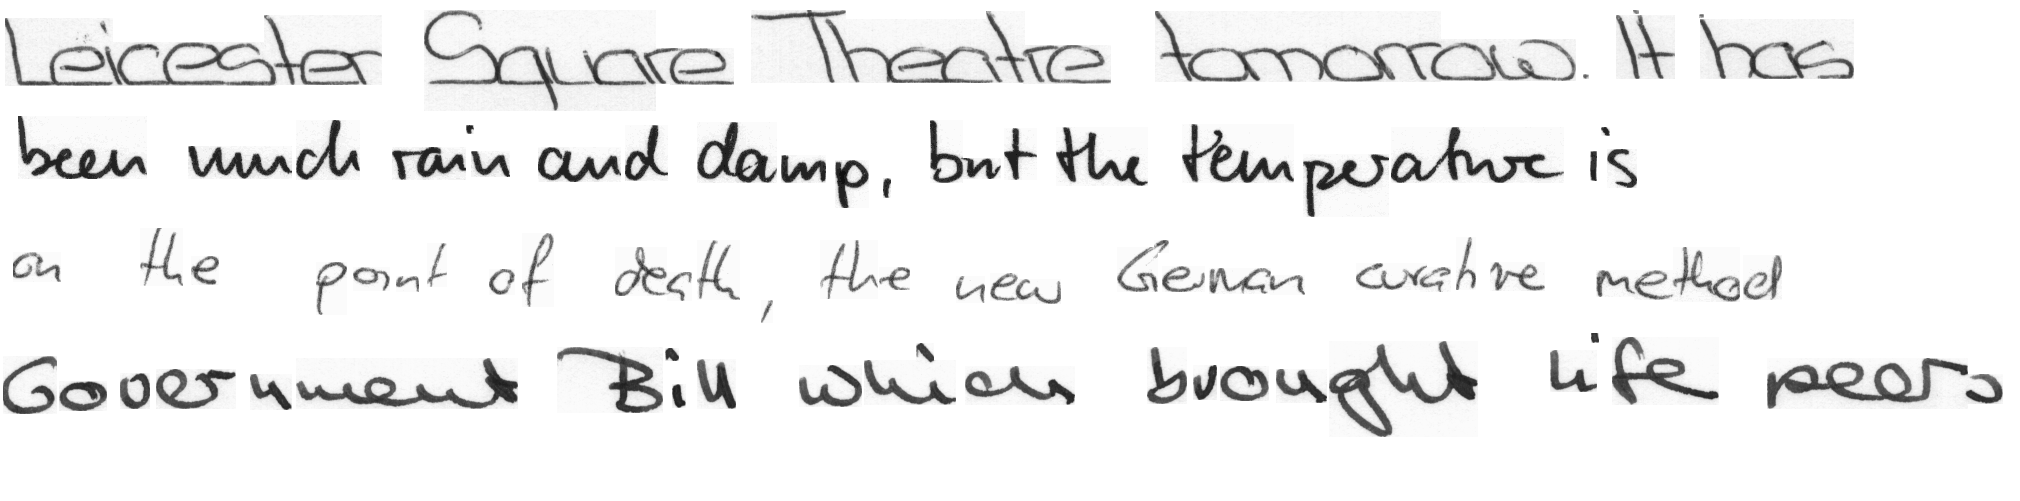 Leicester Square Theatre tomorrow. It has
been much rain and damp, but the temperature is
on the point of death, the new German curative method
Government Bill which brought life peers